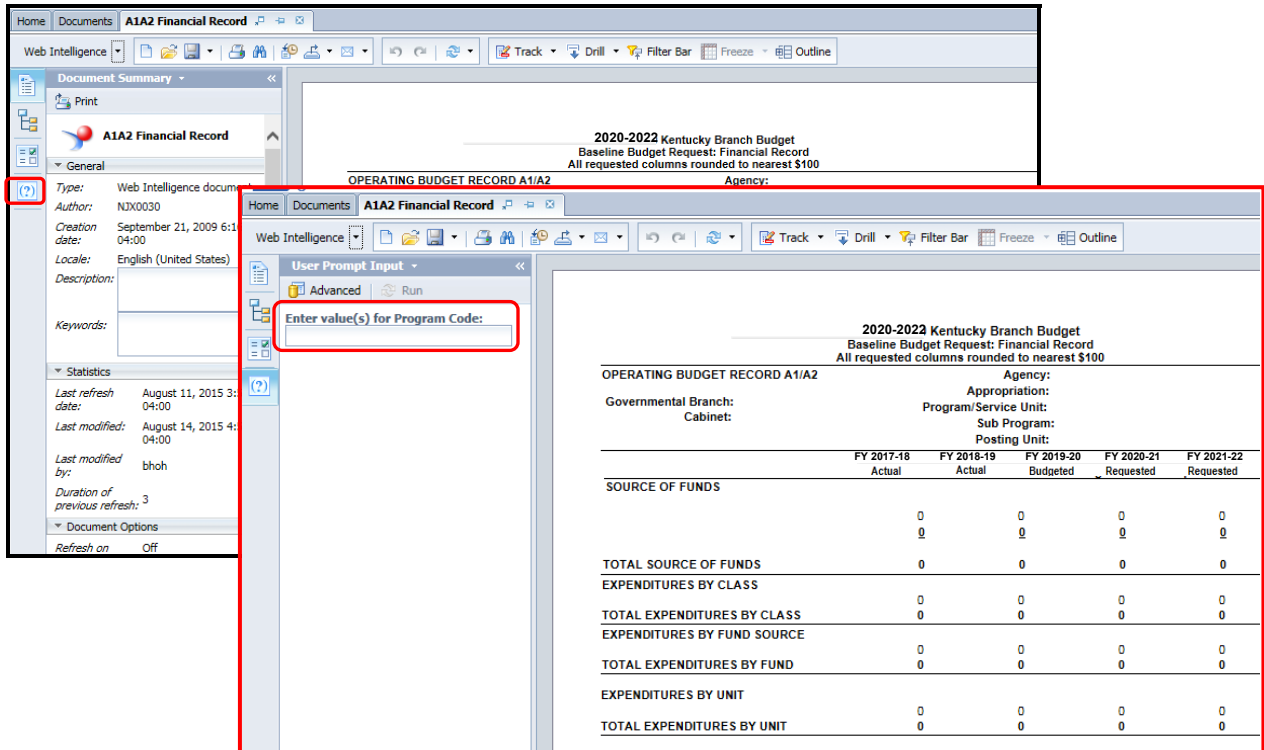 Home Documents A1A2 Financial Record
Web Intelligence Track Drill Filter Bar Freeze Outline
Document Summary
Print
A1A2 Financial Record
General
Type: Web Intelligence document
Author: NJX0030
Creation date: September 21, 2009 6:1 04:00
Locale: English (United States)
Description:
Keywords:
Statistics
Last refresh date: August 11, 2015 3: 04:00
Last modified: August 14, 2015 4: 04:00
Last modified by: bhoh
Duration of previous refresh: 3
Document Options
Refresh on Off
2020-2022 Kentucky Branch Budget
Baseline Budget Request: Financial Record
All requested columns rounded to nearest $100
OPERATING BUDGET RECORD A1/A2 Agency:
Home Documents A1A2 Financial Record
Web Intelligence Track Drill Filter Bar Freeze Outline
User Prompt Input
Advanced Run
Enter value(s) for Program Code:
2020-2022 Kentucky Branch Budget
Baseline Budget Request: Financial Record
All requested columns rounded to nearest $100
OPERATING BUDGET RECORD A1/A2 Agency:
Appropriation:
Governmental Branch: Program/Service Unit:
Cabinet: Sub Program:
Posting Unit:
FY 2017-18 FY 2018-19 FY 2019-20 FY 2020-21 FY 2021-22
Actual Actual Budgeted Requested Requested
SOURCE OF FUNDS
0 0 0 0
0 0 0 0
TOTAL SOURCE OF FUNDS 0 0 0 0
EXPENDITURES BY CLASS
0 0 0 0
TOTAL EXPENDITURES BY CLASS 0 0 0 0
EXPENDITURES BY FUND SOURCE
0 0 0 0
TOTAL EXPENDITURES BY FUND 0 0 0 0
EXPENDITURES BY UNIT
0 0 0 0
TOTAL EXPENDITURES BY UNIT 0 0 0 0